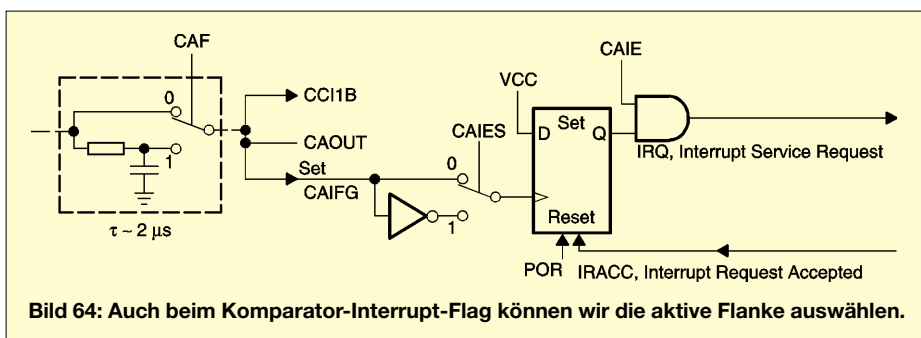 CAF
CAIE
VCC
0
CCI1B
CAIES
D
Set
Q
CAOUT
0
1
Set
CAIFG
IRQ, Interrupt Service Request
1
Reset
τ ~ 2 µs
POR
IRACC, Interrupt Request Accepted
Bild 64: Auch beim Komparator-Interrupt-Flag können wir die aktive Flanke auswählen.